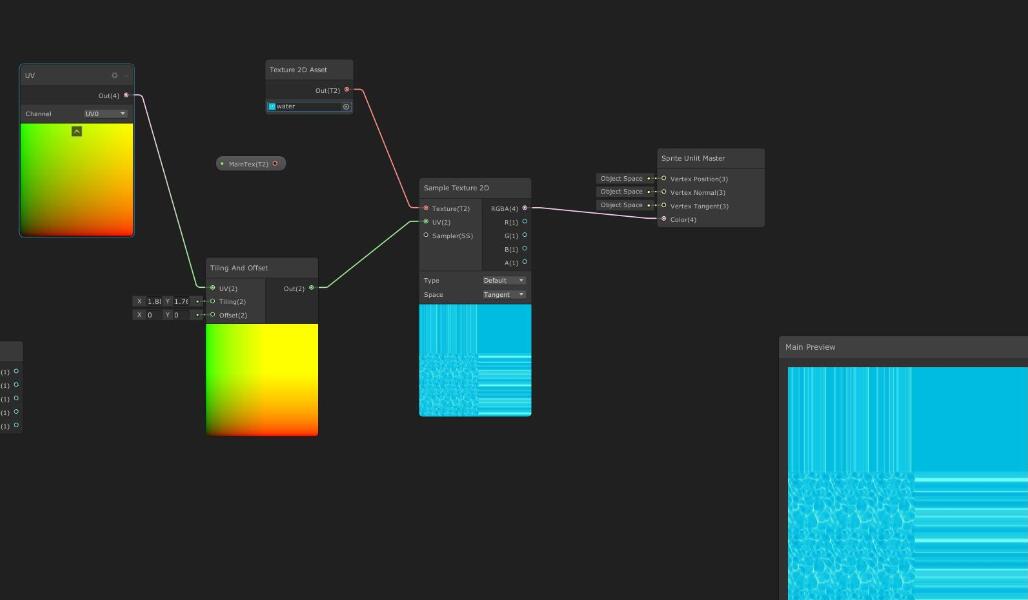 UV
Out(4)
Channel UV0
Texture 2D Asset
Out(T2)
water
MainTex(T2)
Sample Texture 2D
Texture(T2) RGBA(4)
UV(2) R(1)
Sampler(SS) G(1)
B(1)
A(1)
Type Default
Space Tangent
Sprite Unlit Master
Object Space Vertex Position(3)
Object Space Vertex Normal(3)
Object Space Vertex Tangent(3)
Color(4)
Tiling And Offset
UV(2) Out(2)
X 1.8 Y 1.7 Tiling(2)
X 0 Y 0 Offset(2)
(1)
(1)
(1)
(1)
(1)
Main Preview